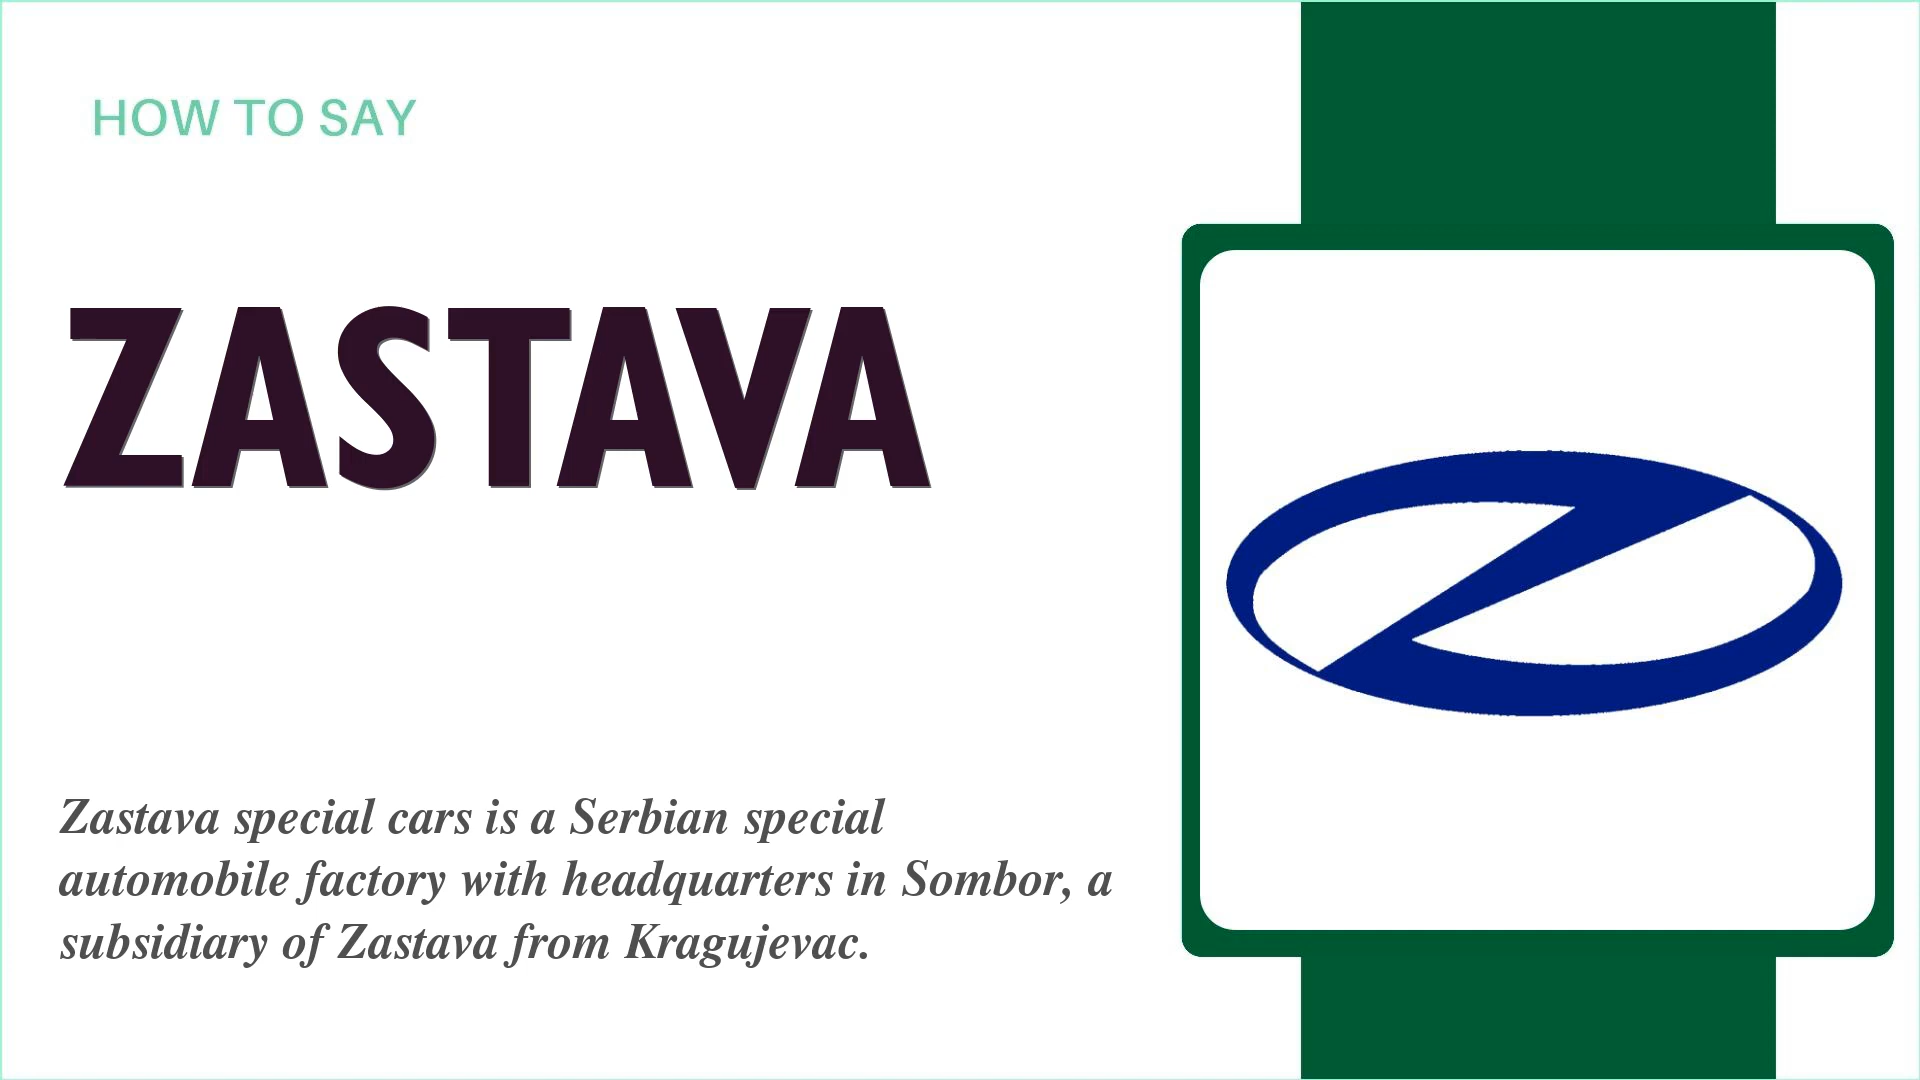 HOW TO SAY
ZASTAVA
Zastava special cars is a Serbian special
automobile factory with headquarters in Sombor, a
subsidiary of Zastava from Kragujevac.